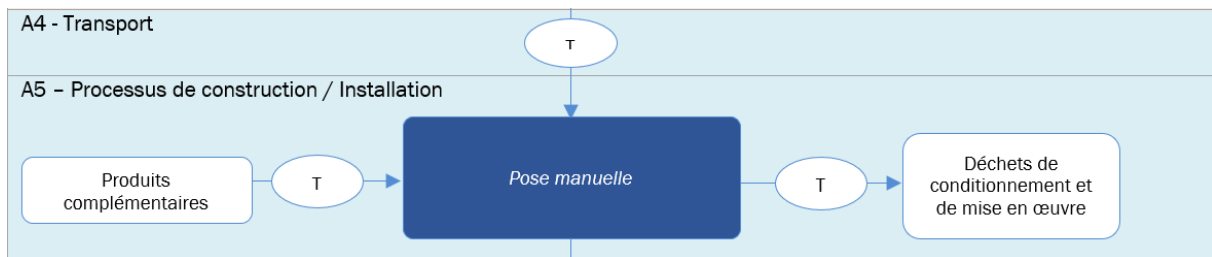 A4 - Transport
T
A5 – Processus de construction / Installation
Produits
complémentaires
T
Pose manuelle
T
Déchets de
conditionnement et
de mise en œuvre